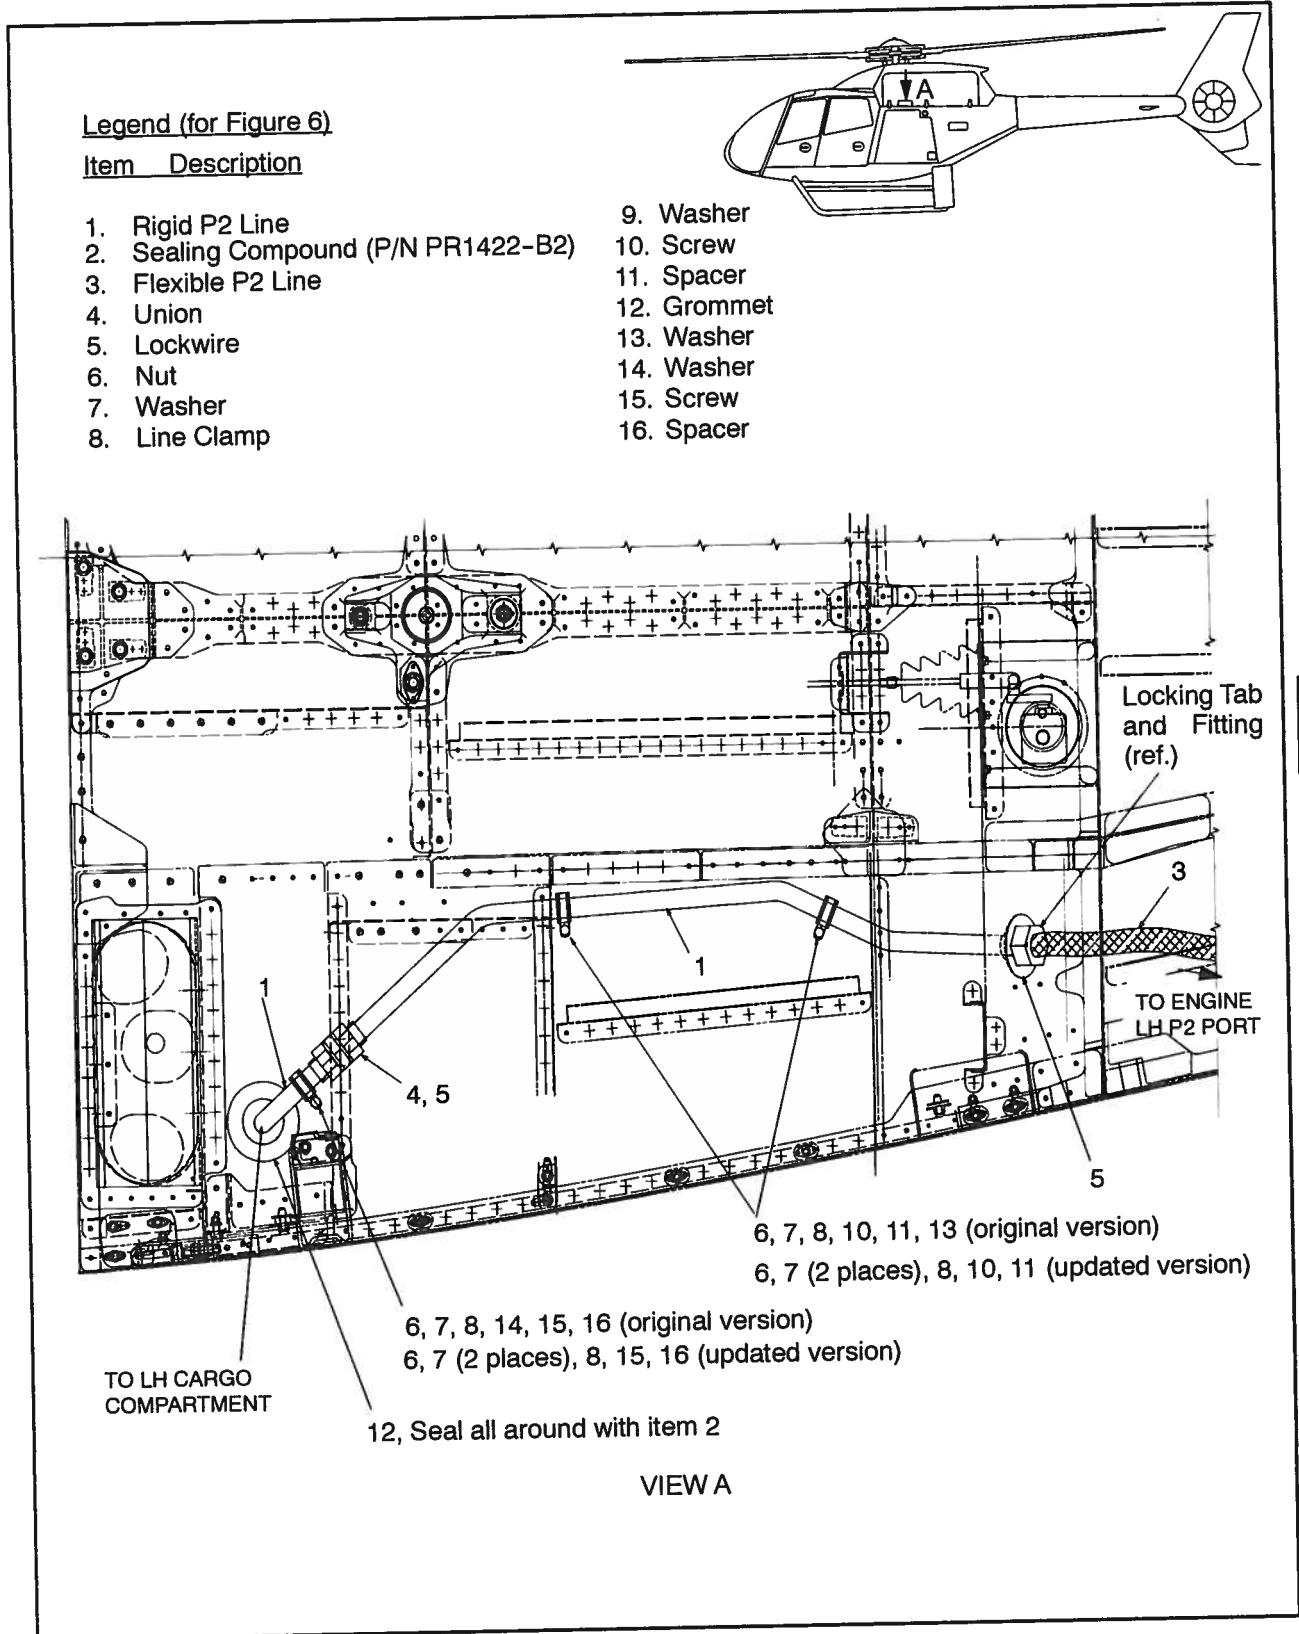 A
Legend (for Figure 6)
Item Description
1. Rigid P2 Line
2. Sealing Compound (P/N PR1422-B2)
3. Flexible P2 Line
4. Union
5. Lockwire
6. Nut
7. Washer
8. Line Clamp
9. Washer
10. Screw
11. Spacer
12. Grommet
13. Washer
14. Washer
15. Screw
16. Spacer
Locking Tab
and Fitting
(ref.)
3
1
1
TO ENGINE
LH P2 PORT
4, 5
5
6, 7, 8, 10, 11, 13 (original version)
6, 7 (2 places), 8, 10, 11 (updated version)
6, 7, 8, 14, 15, 16 (original version)
6, 7 (2 places), 8, 15, 16 (updated version)
TO LH CARGO
COMPARTMENT
12, Seal all around with item 2
VIEW A